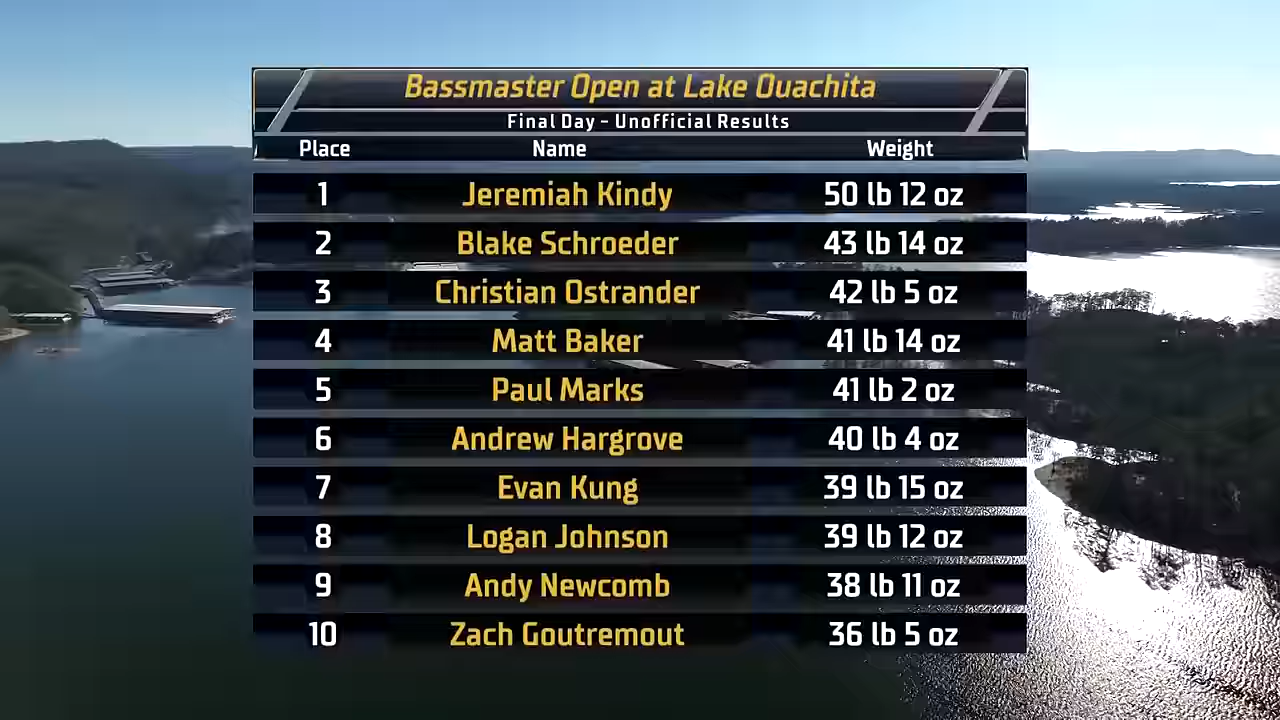 Bassmaster Open at Lake Ouachita
Final Day - Unofficial Results
Place Name Weight
1 Jeremiah Kindy 50 lb 12 oz
2 Blake Schroeder 43 lb 14 oz
3 Christian Ostrander 42 lb 5 oz
4 Matt Baker 41 lb 14 oz
5 Paul Marks 41 lb 2 oz
6 Andrew Hargrove 40 lb 4 oz
7 Evan Kung 39 lb 15 oz
8 Logan Johnson 39 lb 12 oz
9 Andy Newcomb 38 lb 11 oz
10 Zach Goutremout 36 lb 5 oz